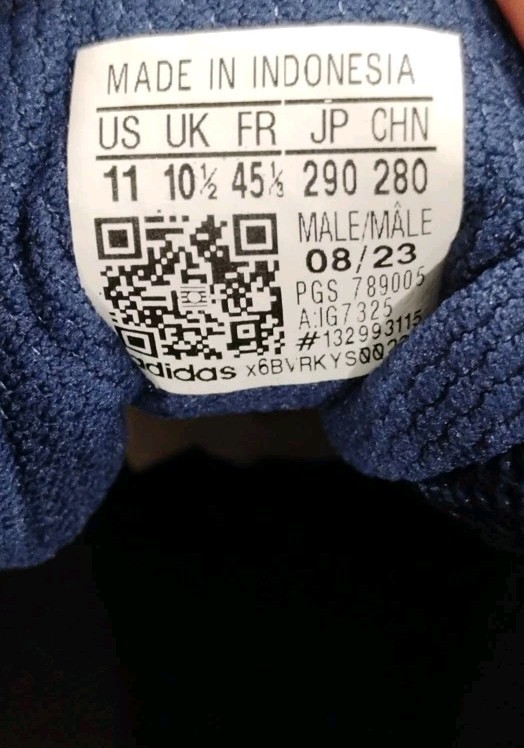 MADE IN INDONESIA
US UK FR JP CHN
11 10½ 45⅓ 290 280
MALE/MÂLE
08/23
PGS 789005
A:IG7325
#132993115
adidas